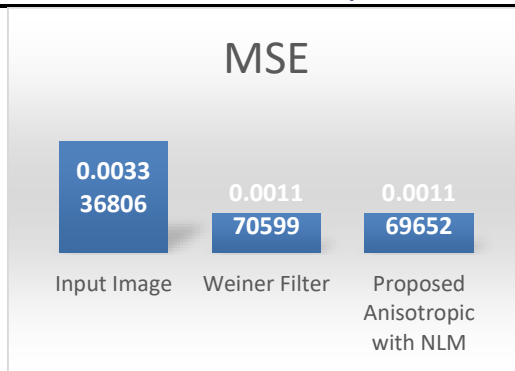 MSE
0.0033
36806
0.0011
70599
0.0011
69652
Input Image
Weiner Filter
Proposed
Anisotropic
with NLM